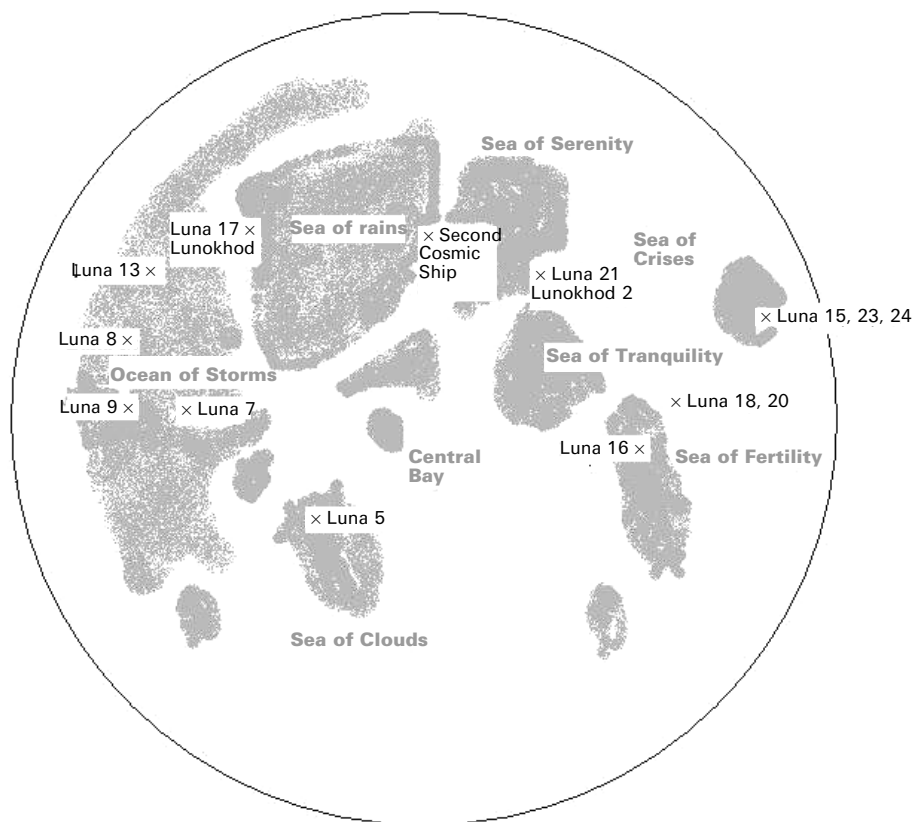 Sea of Serenity
Luna 17 ×
Lunokhod
Sea of rains
× Second
Cosmic
Ship
Sea of
Crises
Luna 13 ×
× Luna 21
Lunokhod 2
× Luna 15, 23, 24
Luna 8 ×
Sea of Tranquility
Ocean of Storms
Luna 9 ×
× Luna 7
× Luna 18, 20
Central
Bay
Luna 16 ×
Sea of Fertility
× Luna 5
Sea of Clouds